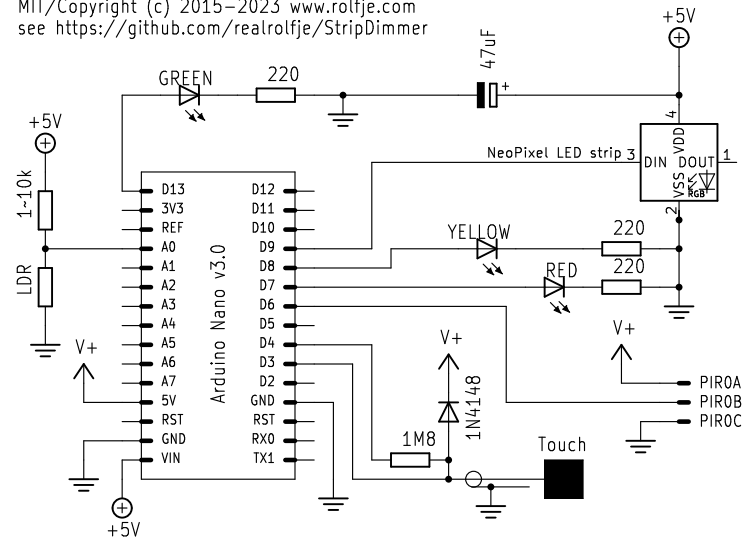 MIT/Copyright (c) 2015-2023 www.rolfje.com
see https://github.com/realrolfje/StripDimmer
+5V
47uF
+
GREEN
220
+5V
4
VDD
NeoPixel LED strip 3
DIN
DOUT
1
VSS
RGB
2
1~10k
LDR
D13
3V3
REF
A0
A1
A2
A3
A4
A5
A6
A7
5V
RST
GND
VIN
Arduino Nano v3.0
D12
D11
D10
D9
D8
D7
D6
D5
D4
D3
D2
GND
RST
RX0
TX1
YELLOW
220
RED
220
V+
V+
V+
1N4148
1M8
Touch
PIR0A
PIR0B
PIR0C
+5V